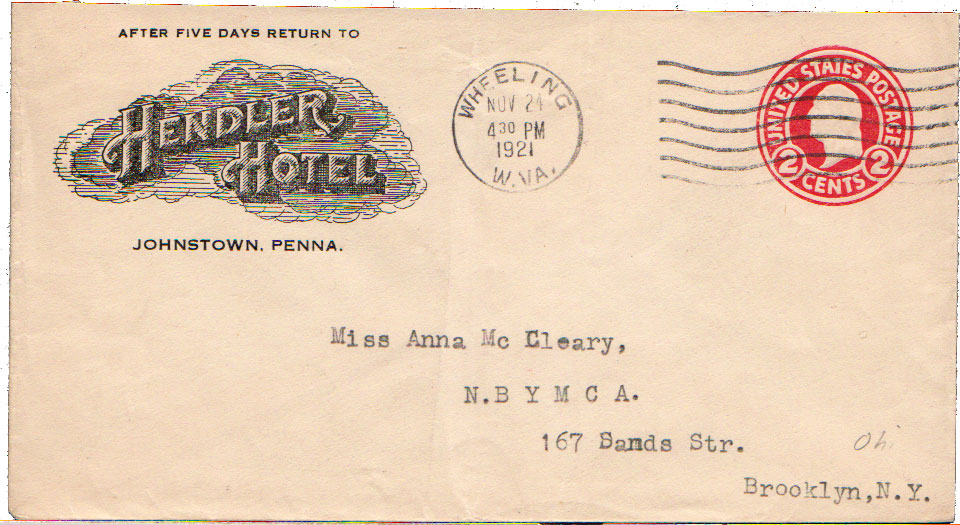 AFTER FIVE DAYS RETURN TO
HENDLER
HOTEL
JOHNSTOWN, PENNA.
WHEELING
NOV 24
4 30 PM
1921
W.VA.
UNITED STATES POSTAGE
2 CENTS 2
Miss Anna Mc Cleary,
N.B Y M C A.
167 Sands Str.
Brooklyn,N.Y.